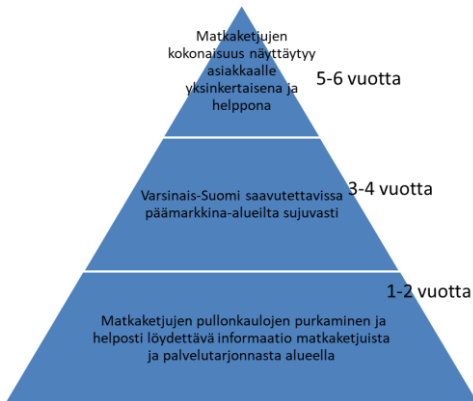 Matkaketjujen
kokonaisuus näyttäytyy
asiakkaalle
yksinkertaisena ja
helppona
5-6 vuotta
Varsinais-Suomi saavutettavissa
päämarkkina-alueilta sujuvasti
3-4 vuotta
1-2 vuotta
Matkaketjujen pullonkaulojen purkaminen ja
helposti löydettävä informaatio matkaketjuista
ja palvelutarjonnasta alueella